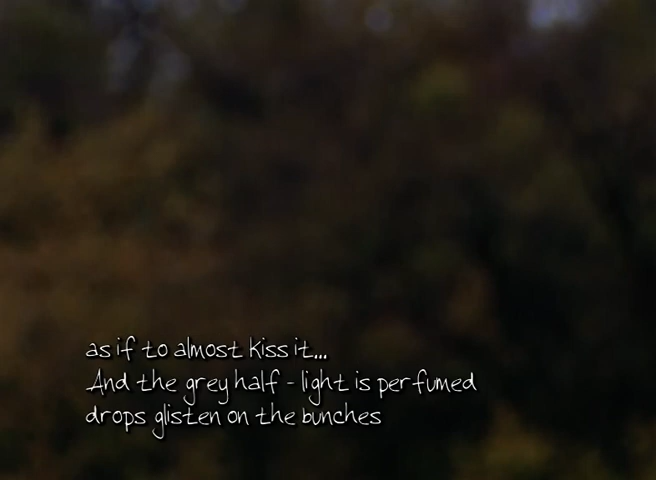 as if to almost kiss it...
And the grey half - light is perfumed
drops glisten on the bunches